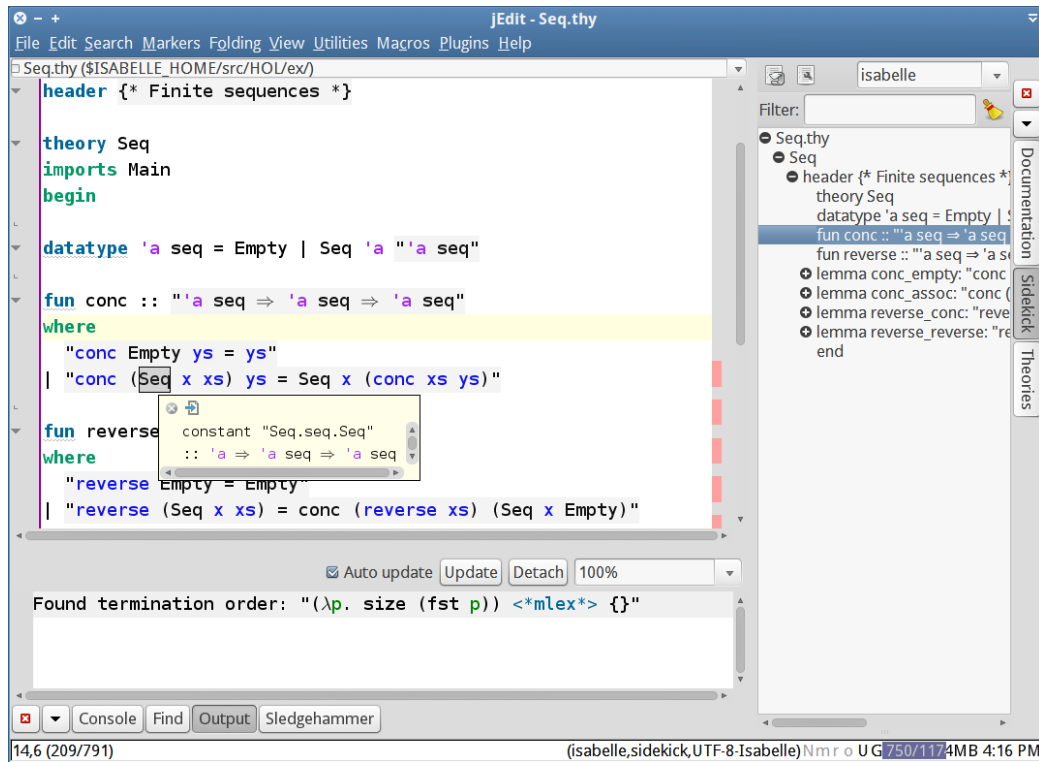 jEdit - Seq.thy
File Edit Search Markers Folding View Utilities Macros Plugins Help
Seq.thy ($ISABELLE_HOME/src/HOL/ex/)
header {* Finite sequences *}
theory Seq
imports Main
begin
datatype 'a seq = Empty | Seq 'a "'a seq"
fun conc :: "'a seq ⇒ 'a seq ⇒ 'a seq"
where
"conc Empty ys = ys"
| "conc (Seq x xs) ys = Seq x (conc xs ys)"
constant "Seq.seq.Seq"
:: 'a ⇒ 'a seq ⇒ 'a seq
fun reverse
where
"reverse Empty = Empty"
| "reverse (Seq x xs) = conc (reverse xs) (Seq x Empty)"
Auto update Update Detach 100%
Found termination order: "(λp. size (fst p)) <*mlex*> {}"
Console Find Output Sledgehammer
14,6 (209/791)
(isabelle,sidekick,UTF-8-Isabelle) N m r o U G 750/1174MB 4:16 PM
isabelle
Filter:
Seq.thy
Seq
header {* Finite sequences *}
theory Seq
datatype 'a seq = Empty |
fun conc :: "'a seq ⇒ 'a seq
fun reverse :: "'a seq ⇒ 'a
lemma conc_empty: "conc
lemma conc_assoc: "conc (
lemma reverse_conc: "reve
lemma reverse_reverse: "re
end
Documentation
Sidekick
Theories